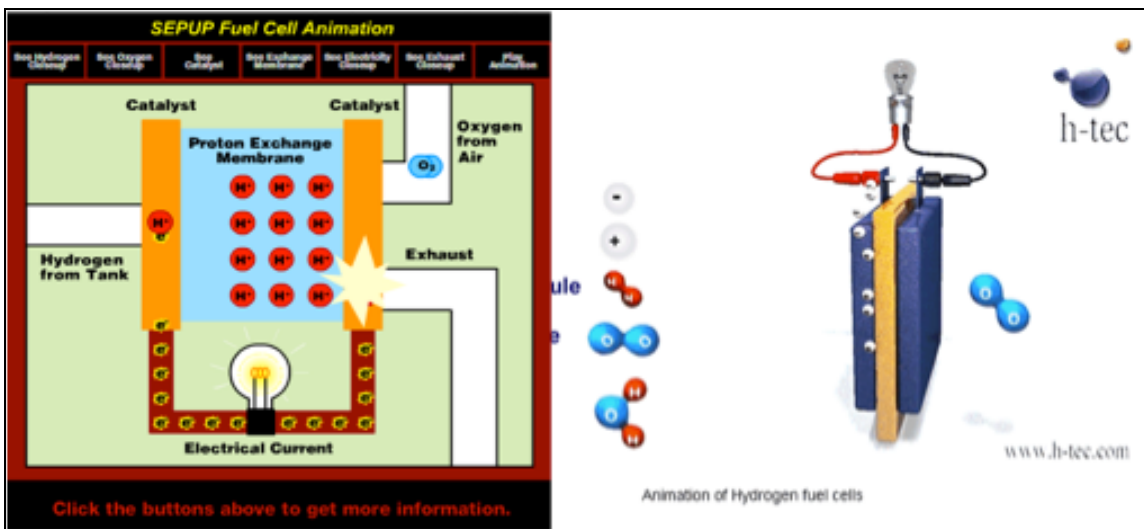 SEPUP Fuel Cell Animation
See Hydrogen
Closeup
See Oxygen
Closeup
See
Catalyst
See Exchange
Membrane
See Electricity
Closeup
See Exhaust
Closeup
Play
Animation
Catalyst
Catalyst
Proton Exchange
Membrane
Oxygen
from
Air
O₂
H⁺ H⁺ H⁺
H⁺
e⁻
H⁺ H⁺ H⁺
H⁺ H⁺ H⁺
H⁺ H⁺ H⁺
Hydrogen
from Tank
Exhaust
e⁻ e⁻
e⁻ e⁻
e⁻ e⁻
e⁻ e⁻ e⁻ e⁻ e⁻ e⁻ e⁻ e⁻ e⁻
Electrical Current
Click the buttons above to get more information.
h-tec
-
+
ule
H H
e
O O
H
O
H
O
O
www.h-tec.com
Animation of Hydrogen fuel cells